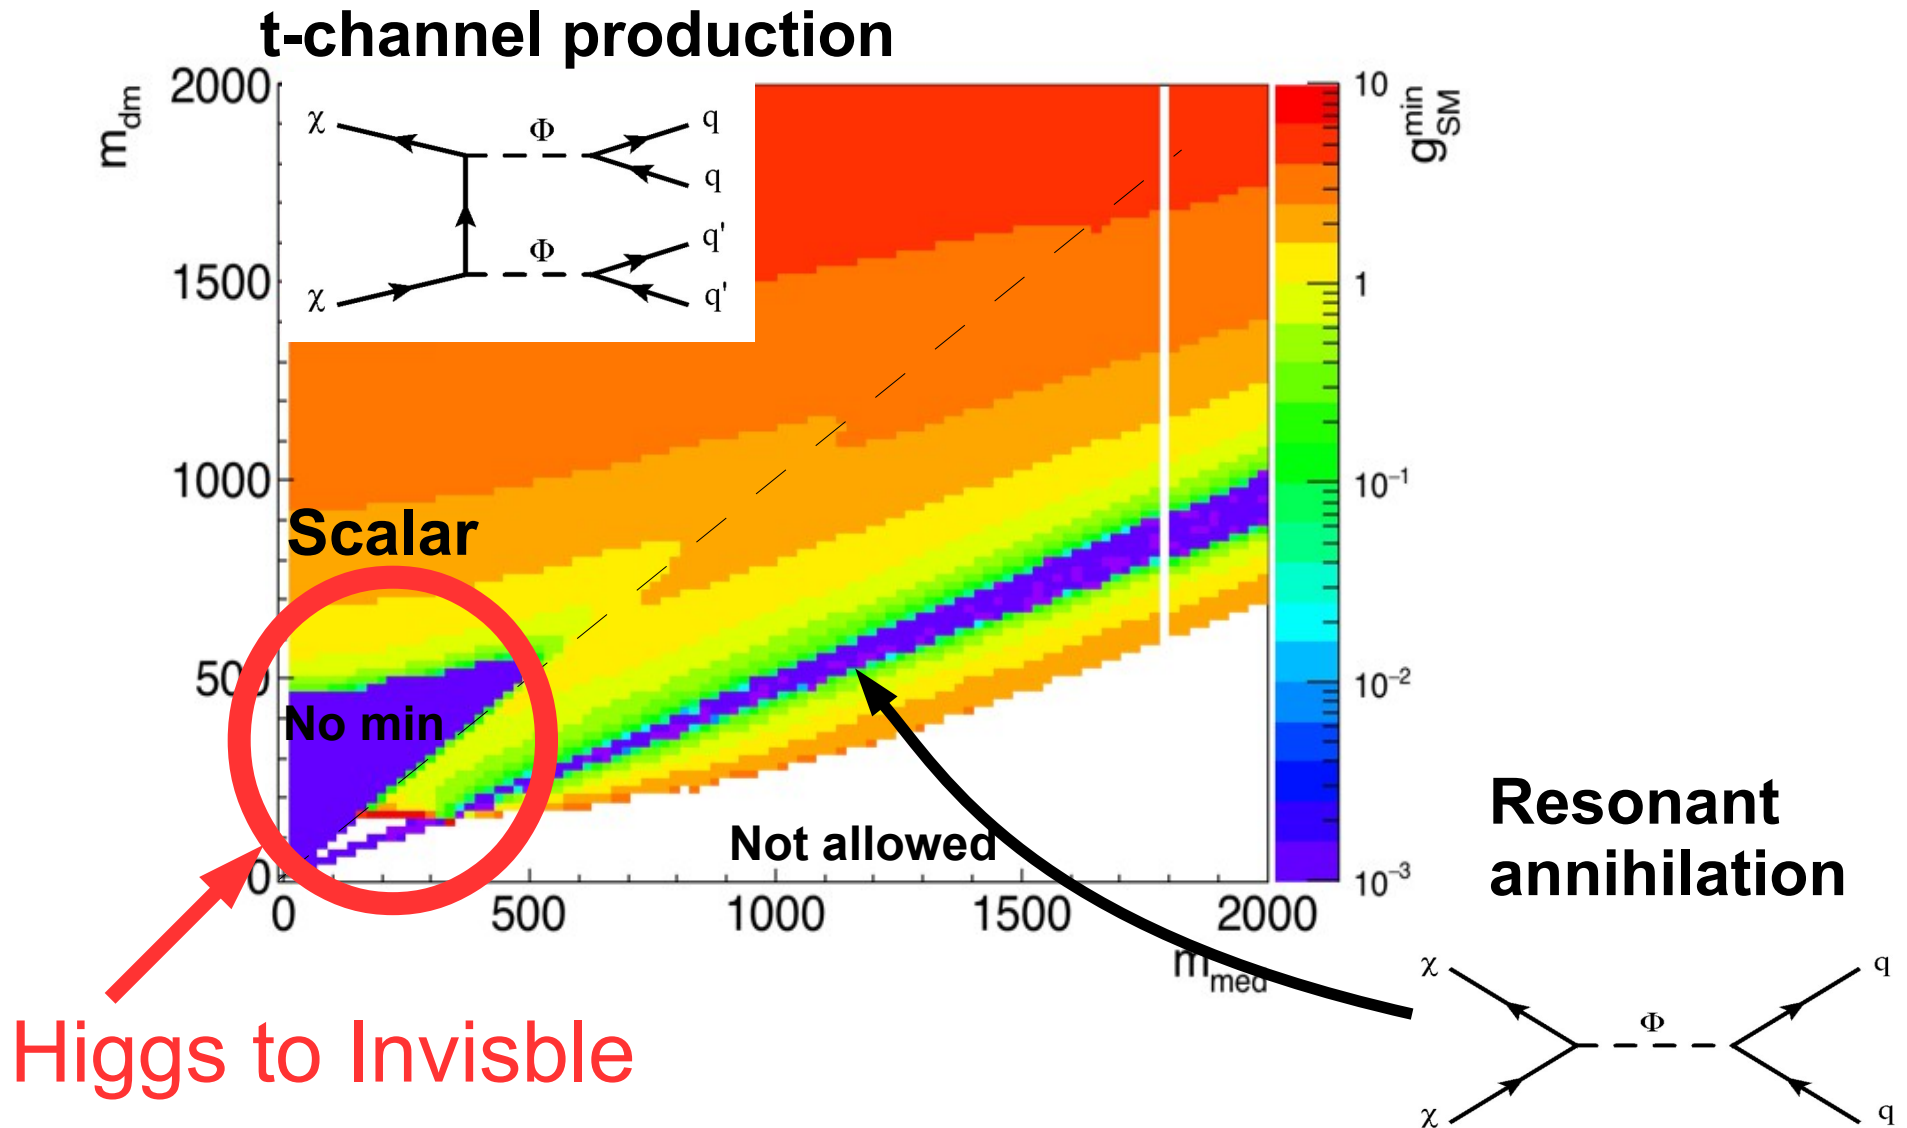 t-channel production
m_dm
2000
1500
1000
500
0
χ
Φ
q
q
Φ
q'
χ
q'
Scalar
No min
Not allowed
0
500
1000
1500
2000
m_med
10
1
10⁻¹
10⁻²
10⁻³
g_SM^min
Resonant
annihilation
χ
q
Φ
χ
q
Higgs to Invisble